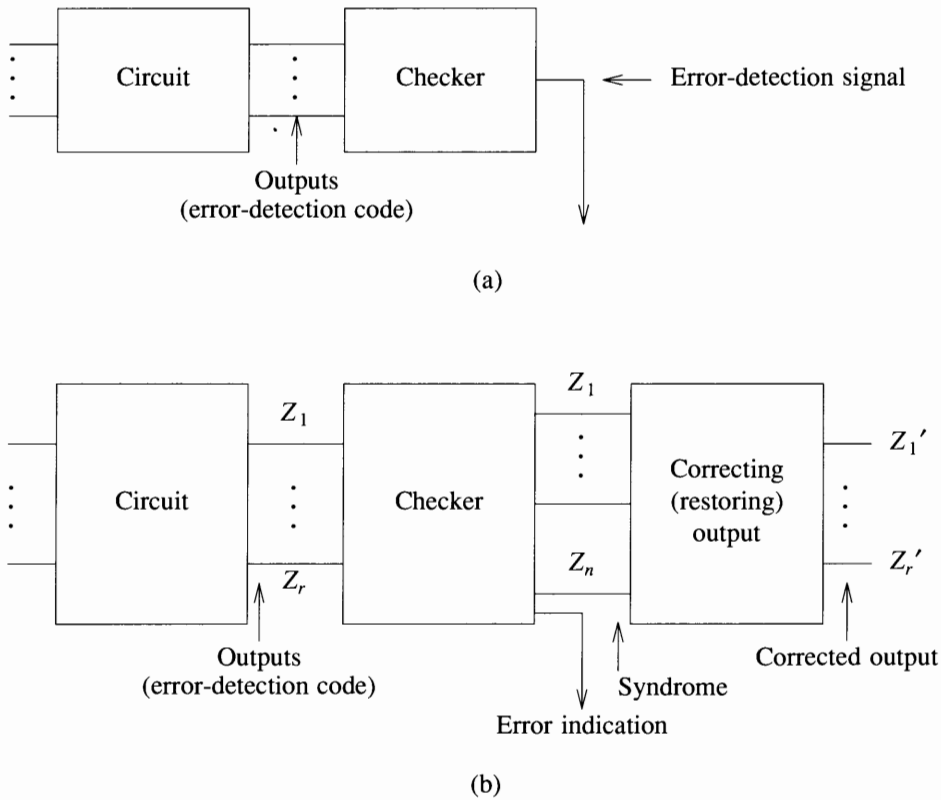 Circuit
Checker
Error-detection signal
Outputs
(error-detection code)
(a)
Z₁
Z₁
Z₁′
Circuit
Checker
Correcting
(restoring)
output
Zᵣ
Zₙ
Zᵣ′
Outputs
(error-detection code)
Syndrome
Corrected output
Error indication
(b)